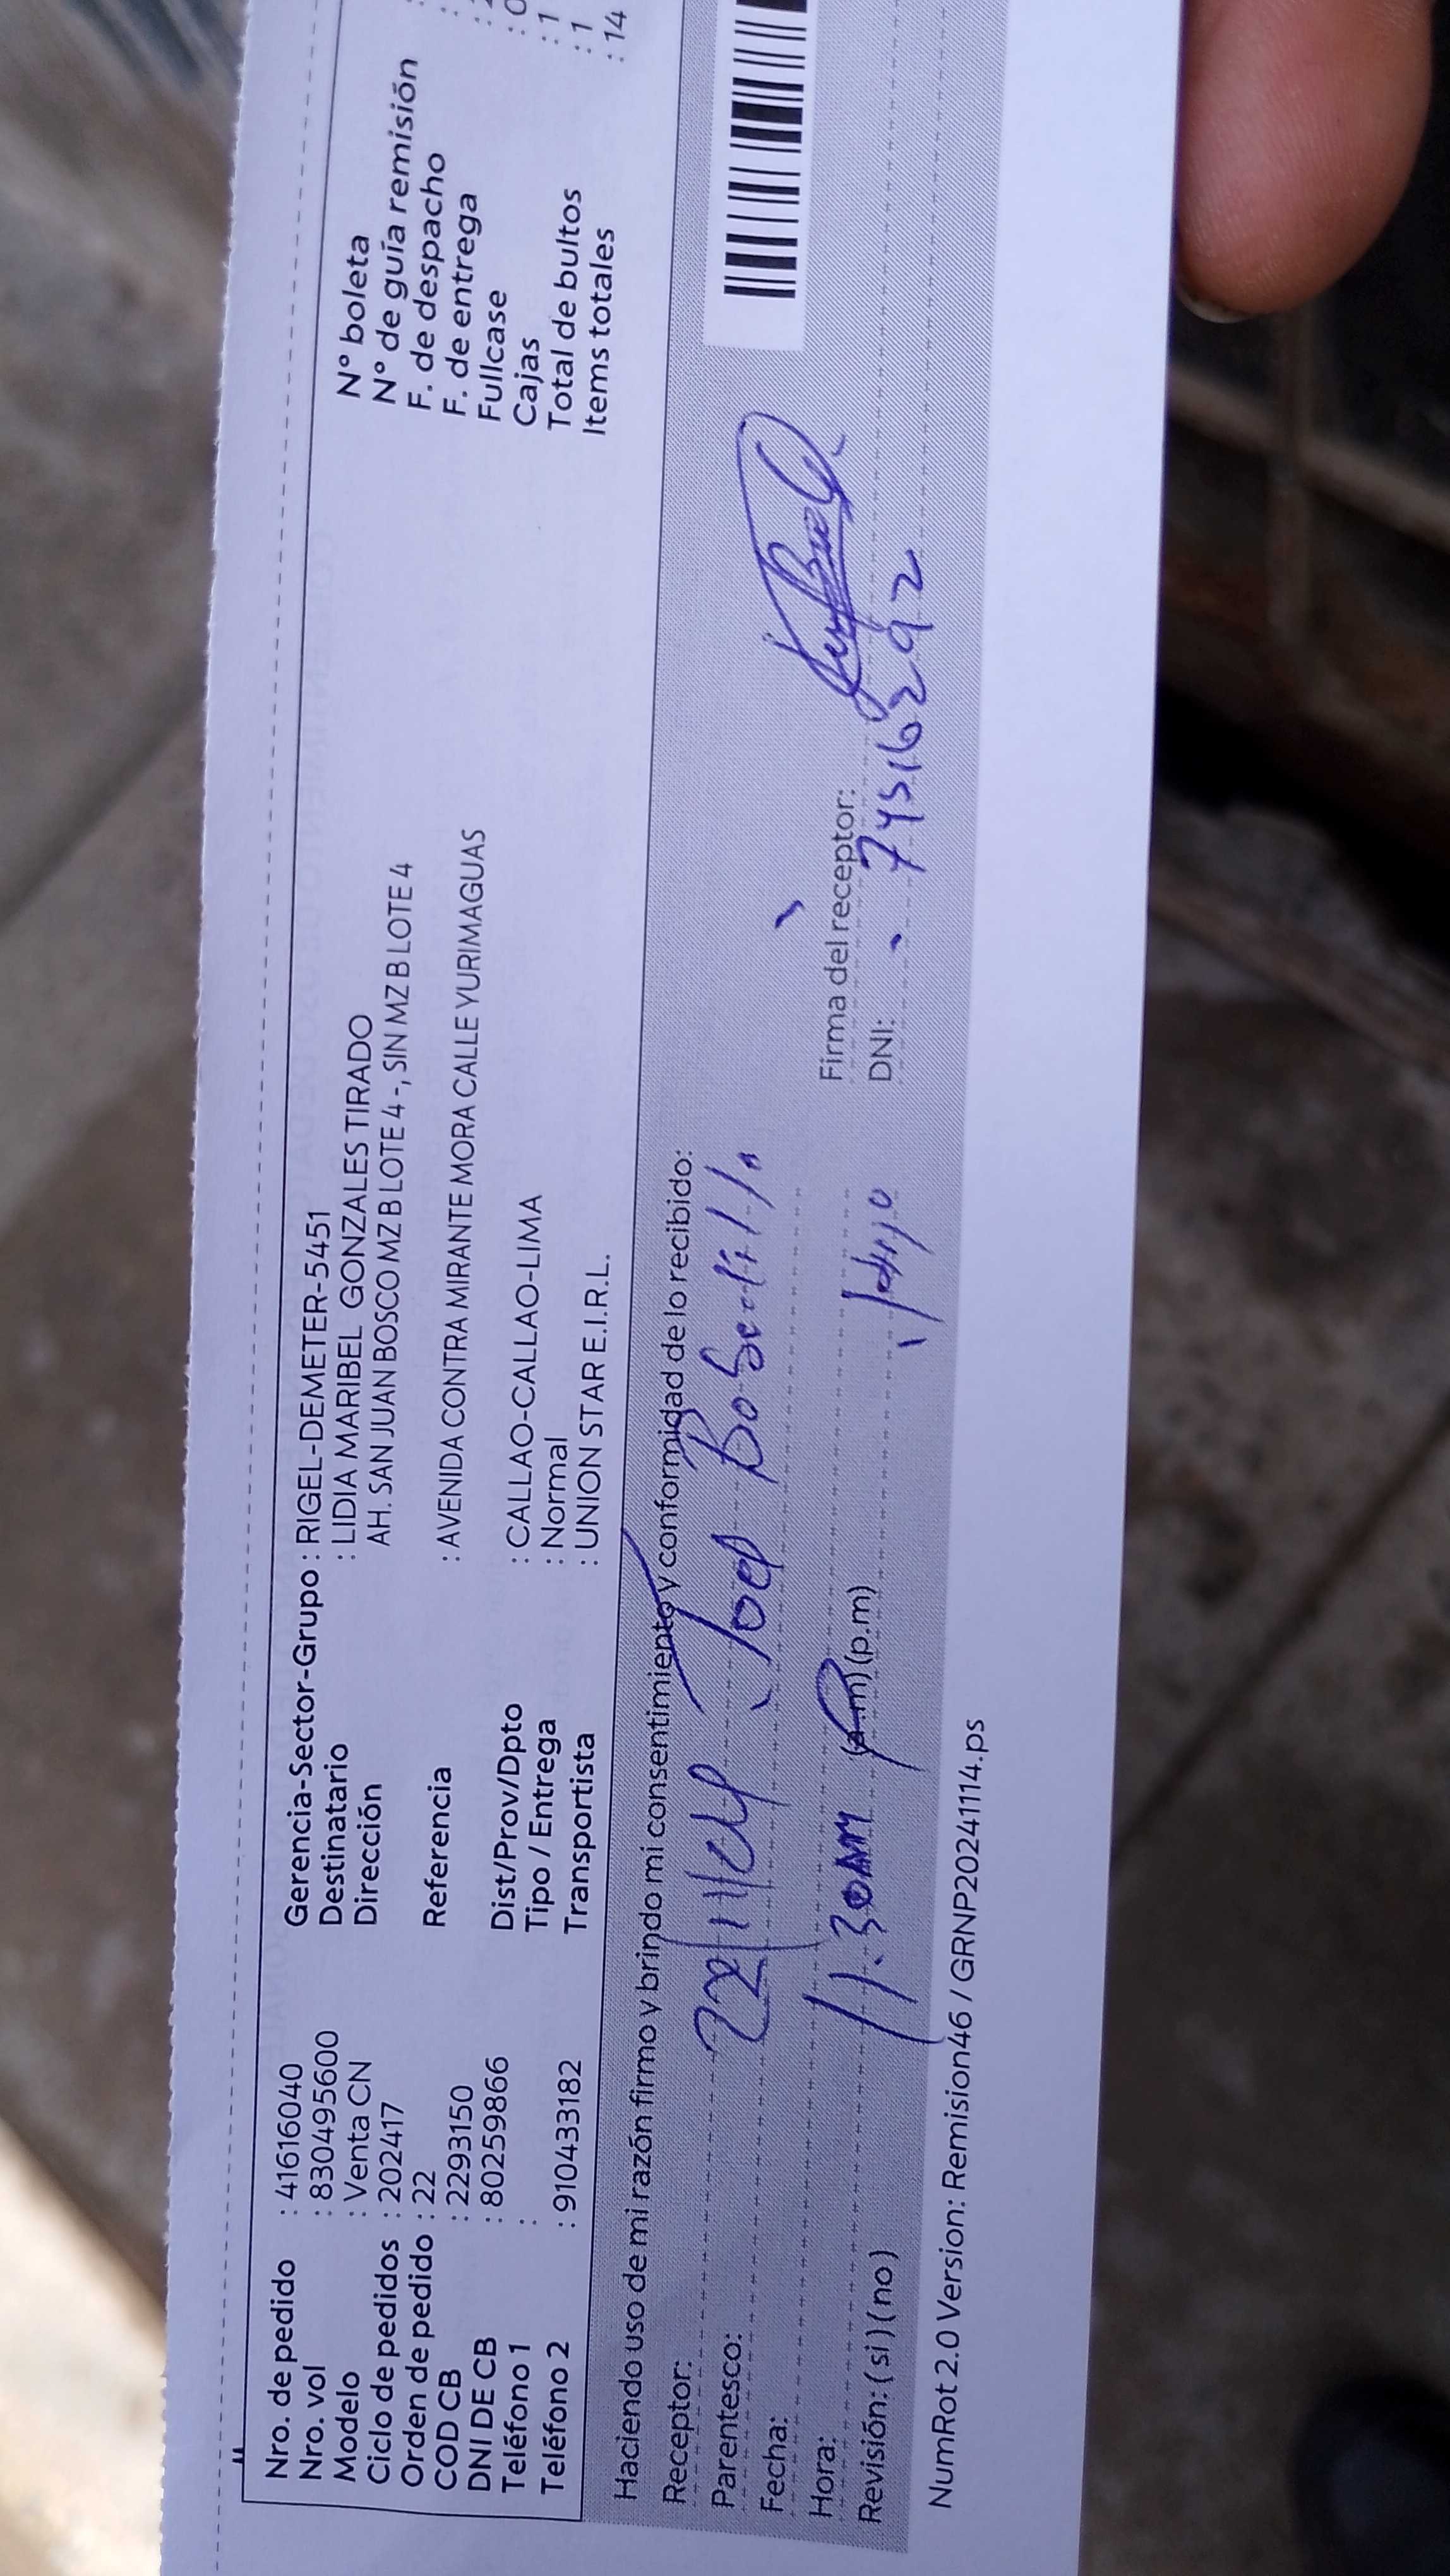 Nro. de pedido : 41616040
Nro. vol : 830495600
Modelo : Venta CN
Ciclo de pedidos : 202417
Orden de pedido : 22
COD CB : 2293150
DNI DE CB : 80259866
Teléfono 1 :
Teléfono 2 : 910433182
Gerencia-Sector-Grupo : RIGEL-DEMETER-5451
Destinatario : LIDIA MARIBEL GONZALES TIRADO
Dirección AH. SAN JUAN BOSCO MZ B LOTE 4 -, SIN MZ B LOTE 4
Referencia : AVENIDA CONTRA MIRANTE MORA CALLE YURIMAGUAS
Dist/Prov/Dpto : CALLAO-CALLAO-LIMA
Tipo / Entrega : Normal
Transportista : UNION STAR E.I.R.L.
N° boleta
N° de guía remisión
F. de despacho
F. de entrega
Fullcase
Cajas
Total de bultos : 1
Items totales : 14
Haciendo uso de mi razón firmo y brindo mi consentimiento y conformidad de lo recibido:
Receptor:
Parentesco:
Fecha: 22/11/24
Hora: 11:30AM (a.m) (p.m)
Revisión: (si) (no)
Firma del receptor:
DNI: 74516292
NumRot 2.0 Version: Remision46 / GRNP20241114.ps